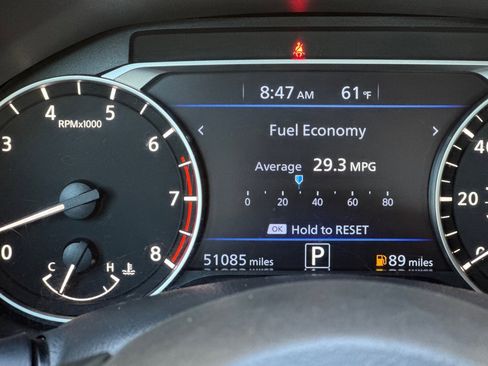 8:47 AM 61°F
4 5 6
RPMx1000
3 7
0 8
C H
Fuel Economy
Average 29.3 MPG
0 20 40 60 80
OK Hold to RESET
51085 miles P 89 miles
40
20
0